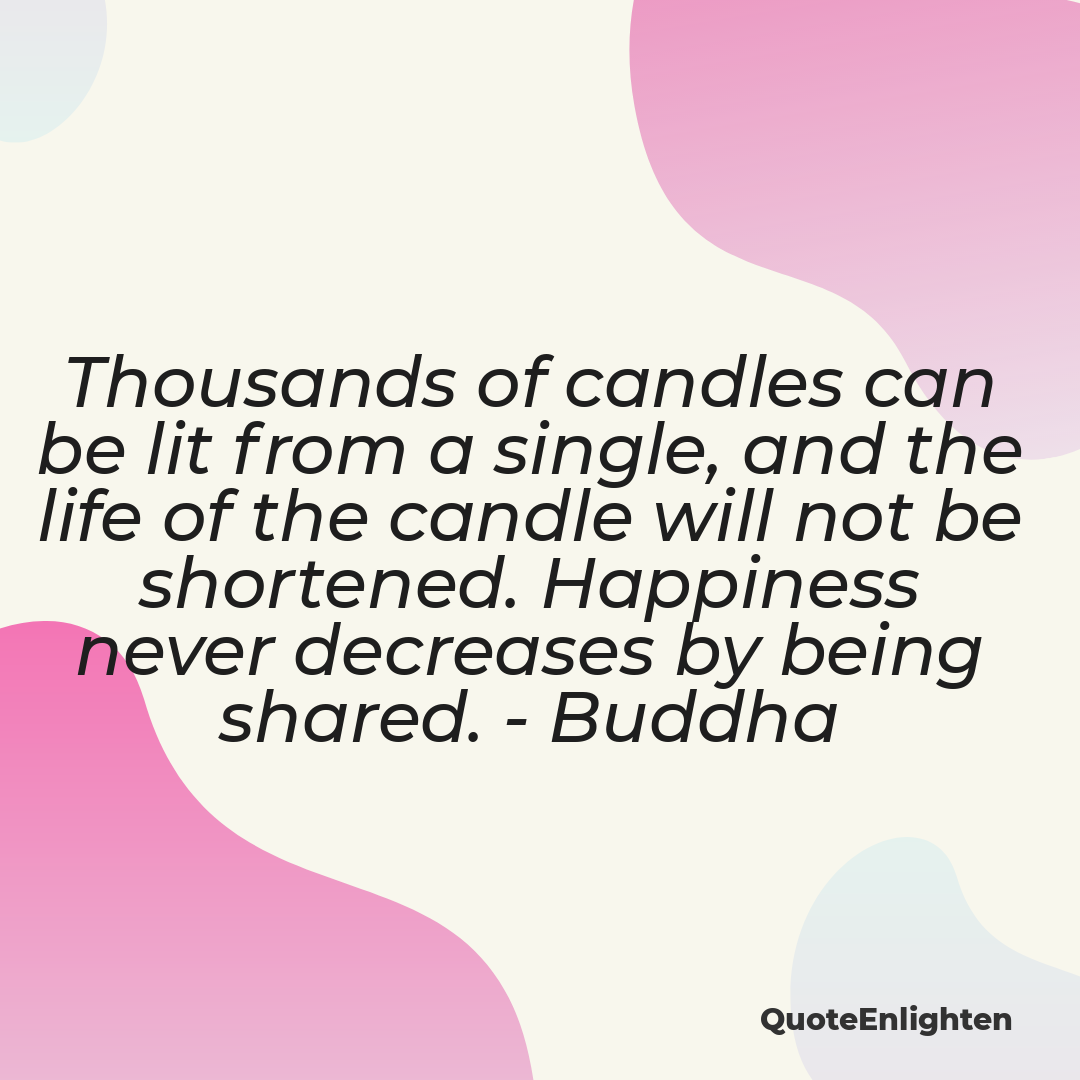 Thousands of candles can
be lit from a single, and the
life of the candle will not be
shortened. Happiness
never decreases by being
shared. - Buddha
QuoteEnlighten